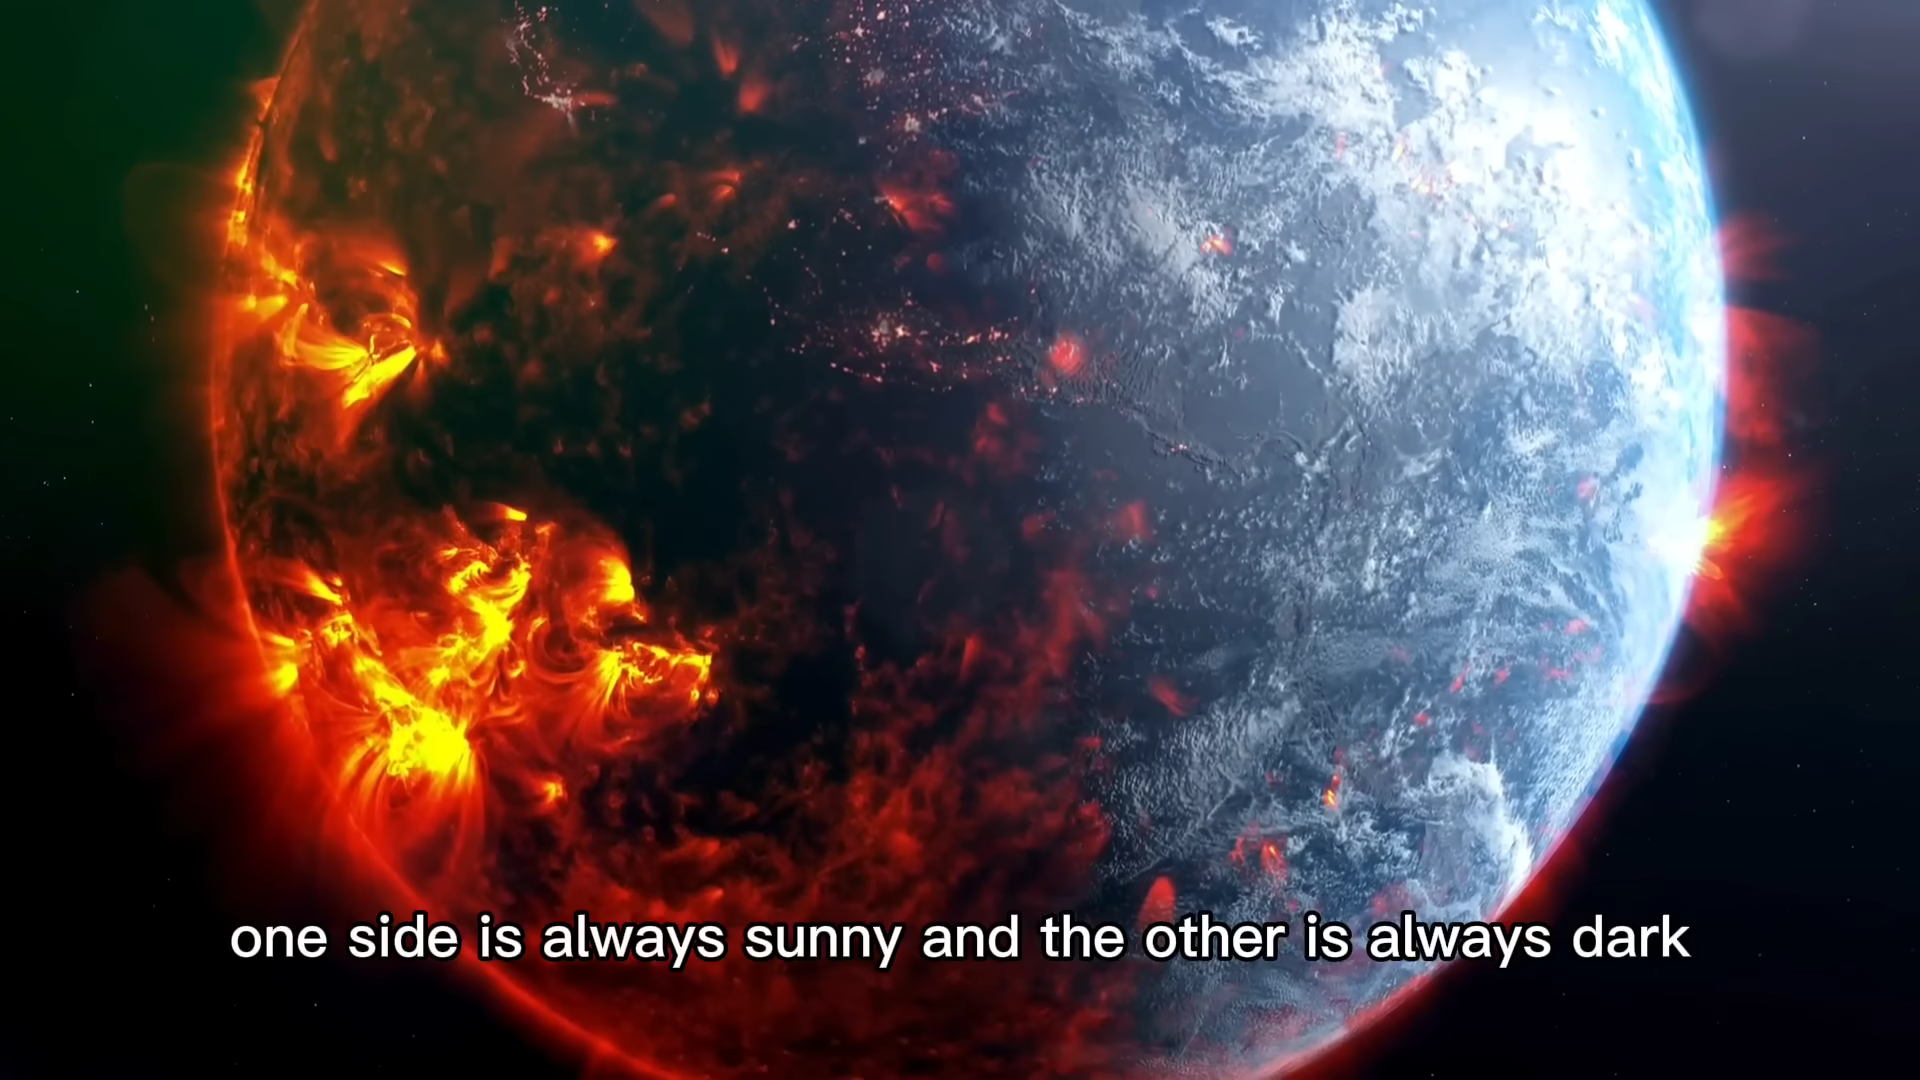 one side is always sunny and the other is always dark